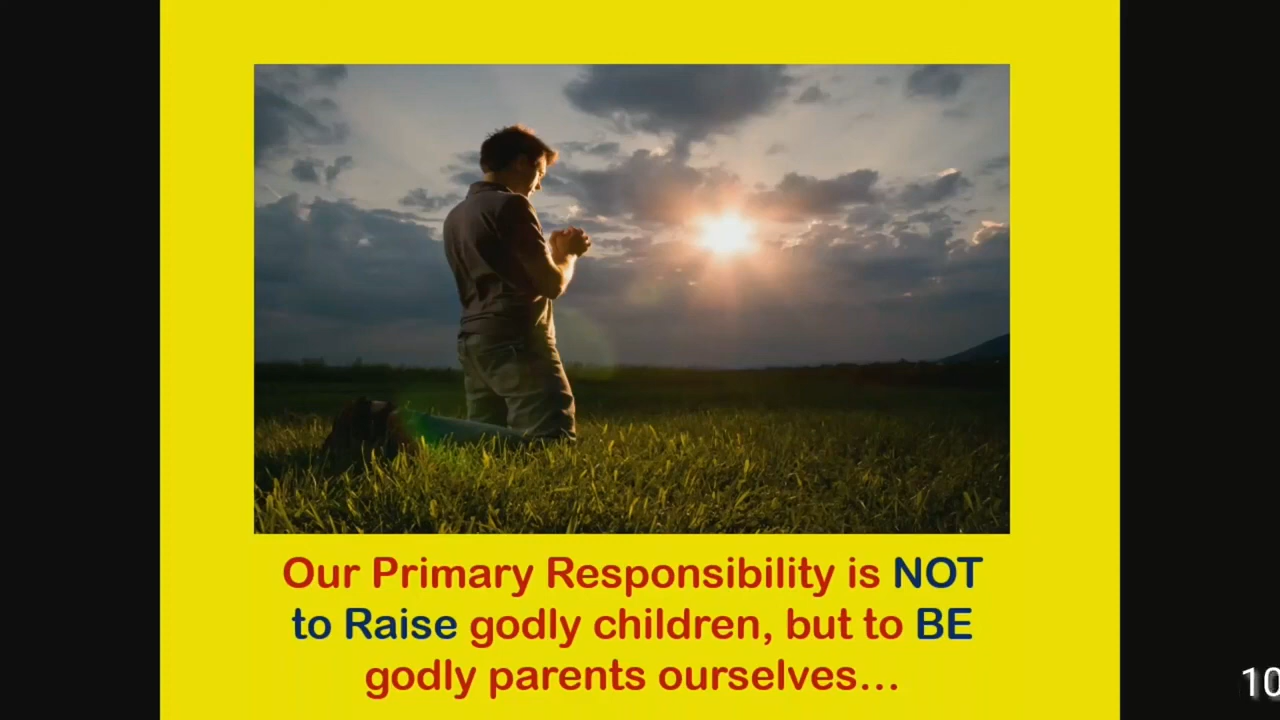 Our Primary Responsibility is NOT
to Raise godly children, but to BE
godly parents ourselves...
10